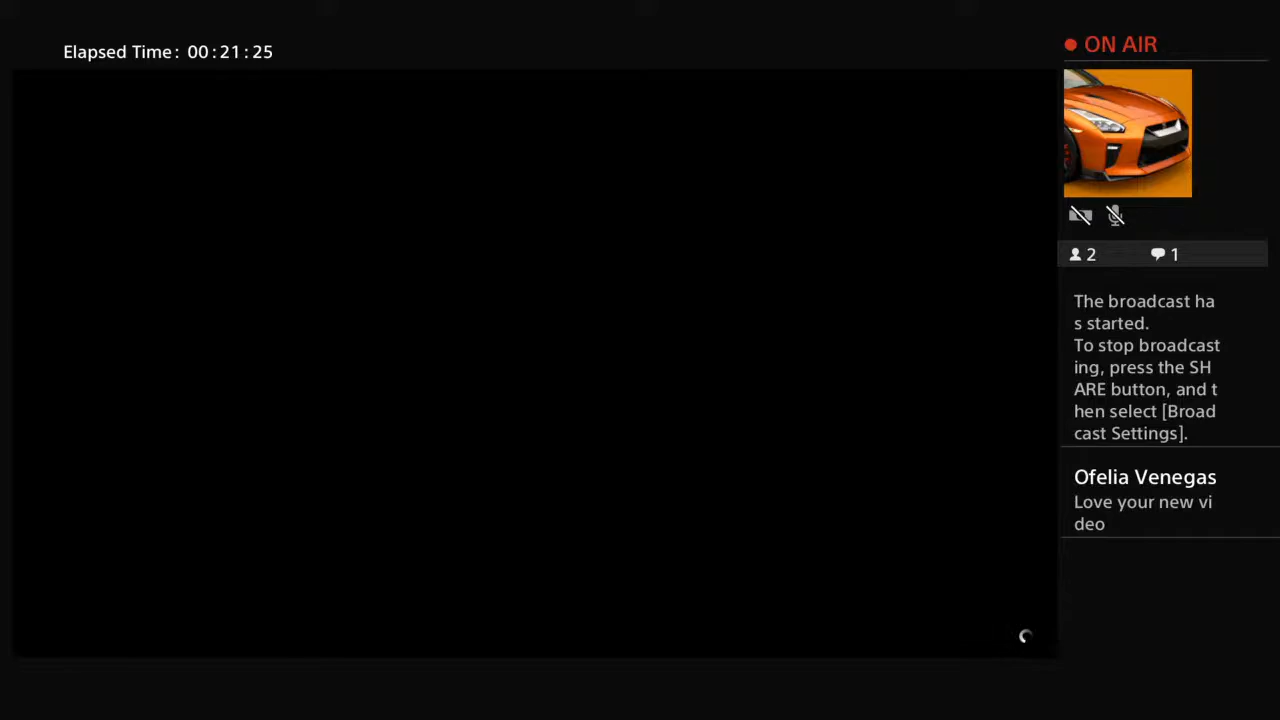 Elapsed Time: 00:21:25
ON AIR
2 1
The broadcast ha
s started.
To stop broadcast
ing, press the SH
ARE button, and t
hen select [Broad
cast Settings].
Ofelia Venegas
Love your new vi
deo